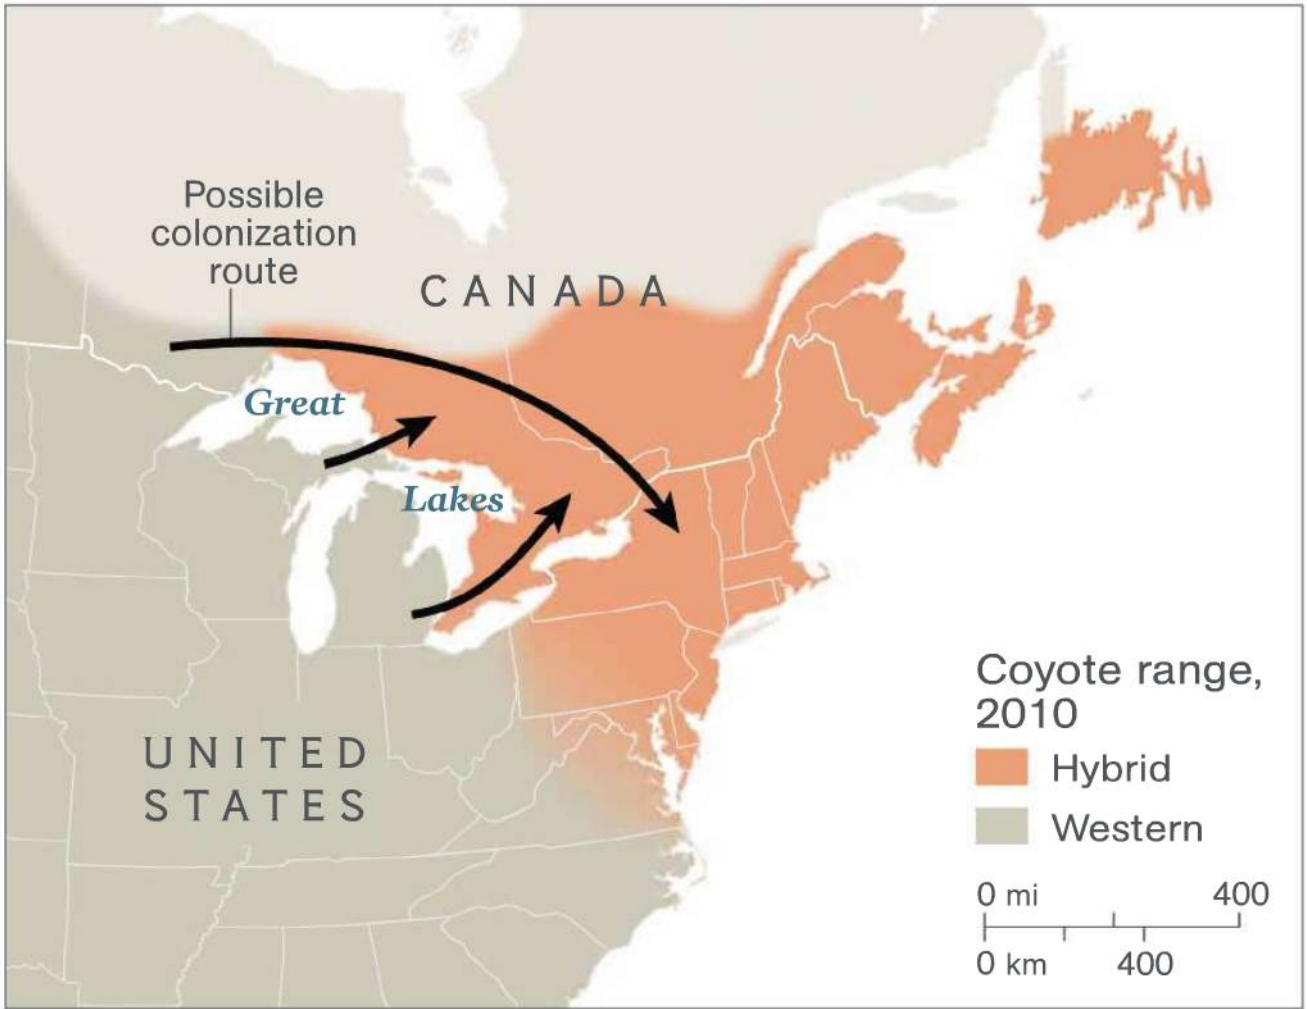 Possible
colonization
route
CANADA
Great
Lakes
UNITED
STATES
Coyote range,
2010
Hybrid
Western
0 mi 400
0 km 400